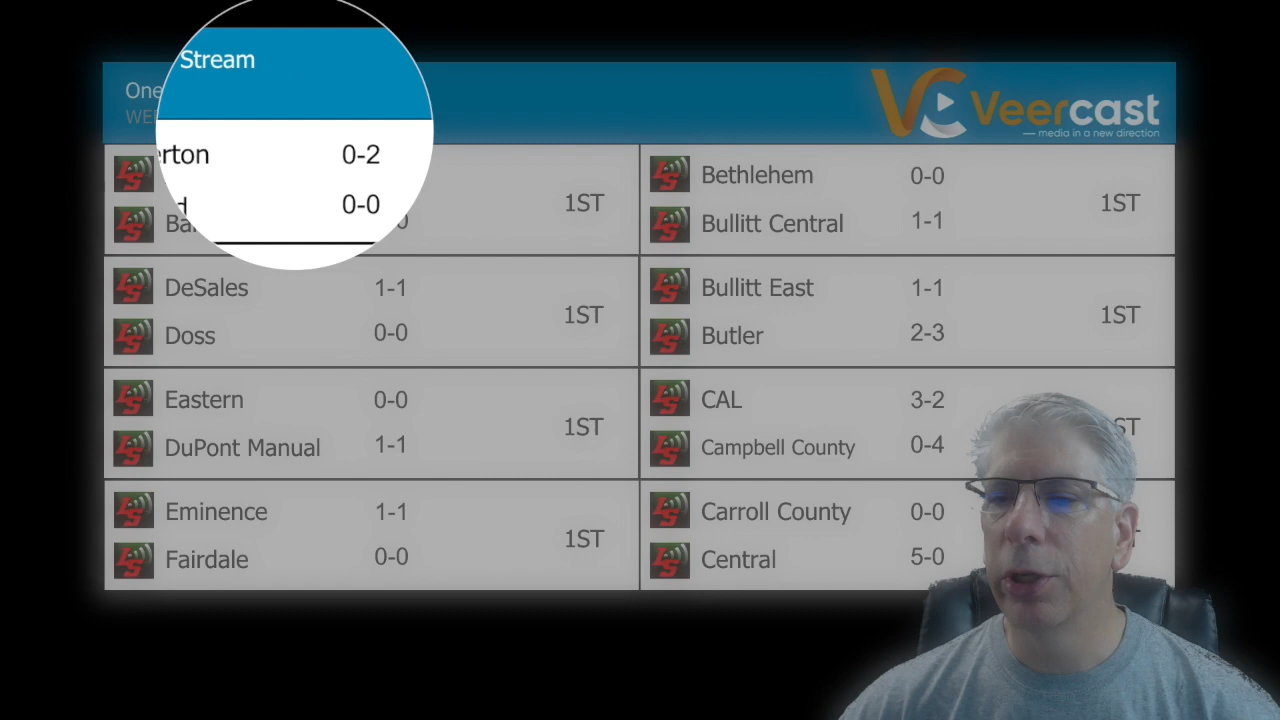 Stream
One
Veercast
media in a new direction
0-2
0-0
1ST
Bethlehem 0-0
Bullitt Central 1-1
1ST
DeSales 1-1
Doss 0-0
1ST
Bullitt East 1-1
Butler 2-3
1ST
Eastern 0-0
DuPont Manual 1-1
1ST
CAL 3-2
Campbell County 0-4
Eminence 1-1
Fairdale 0-0
1ST
Carroll County 0-0
Central 5-0